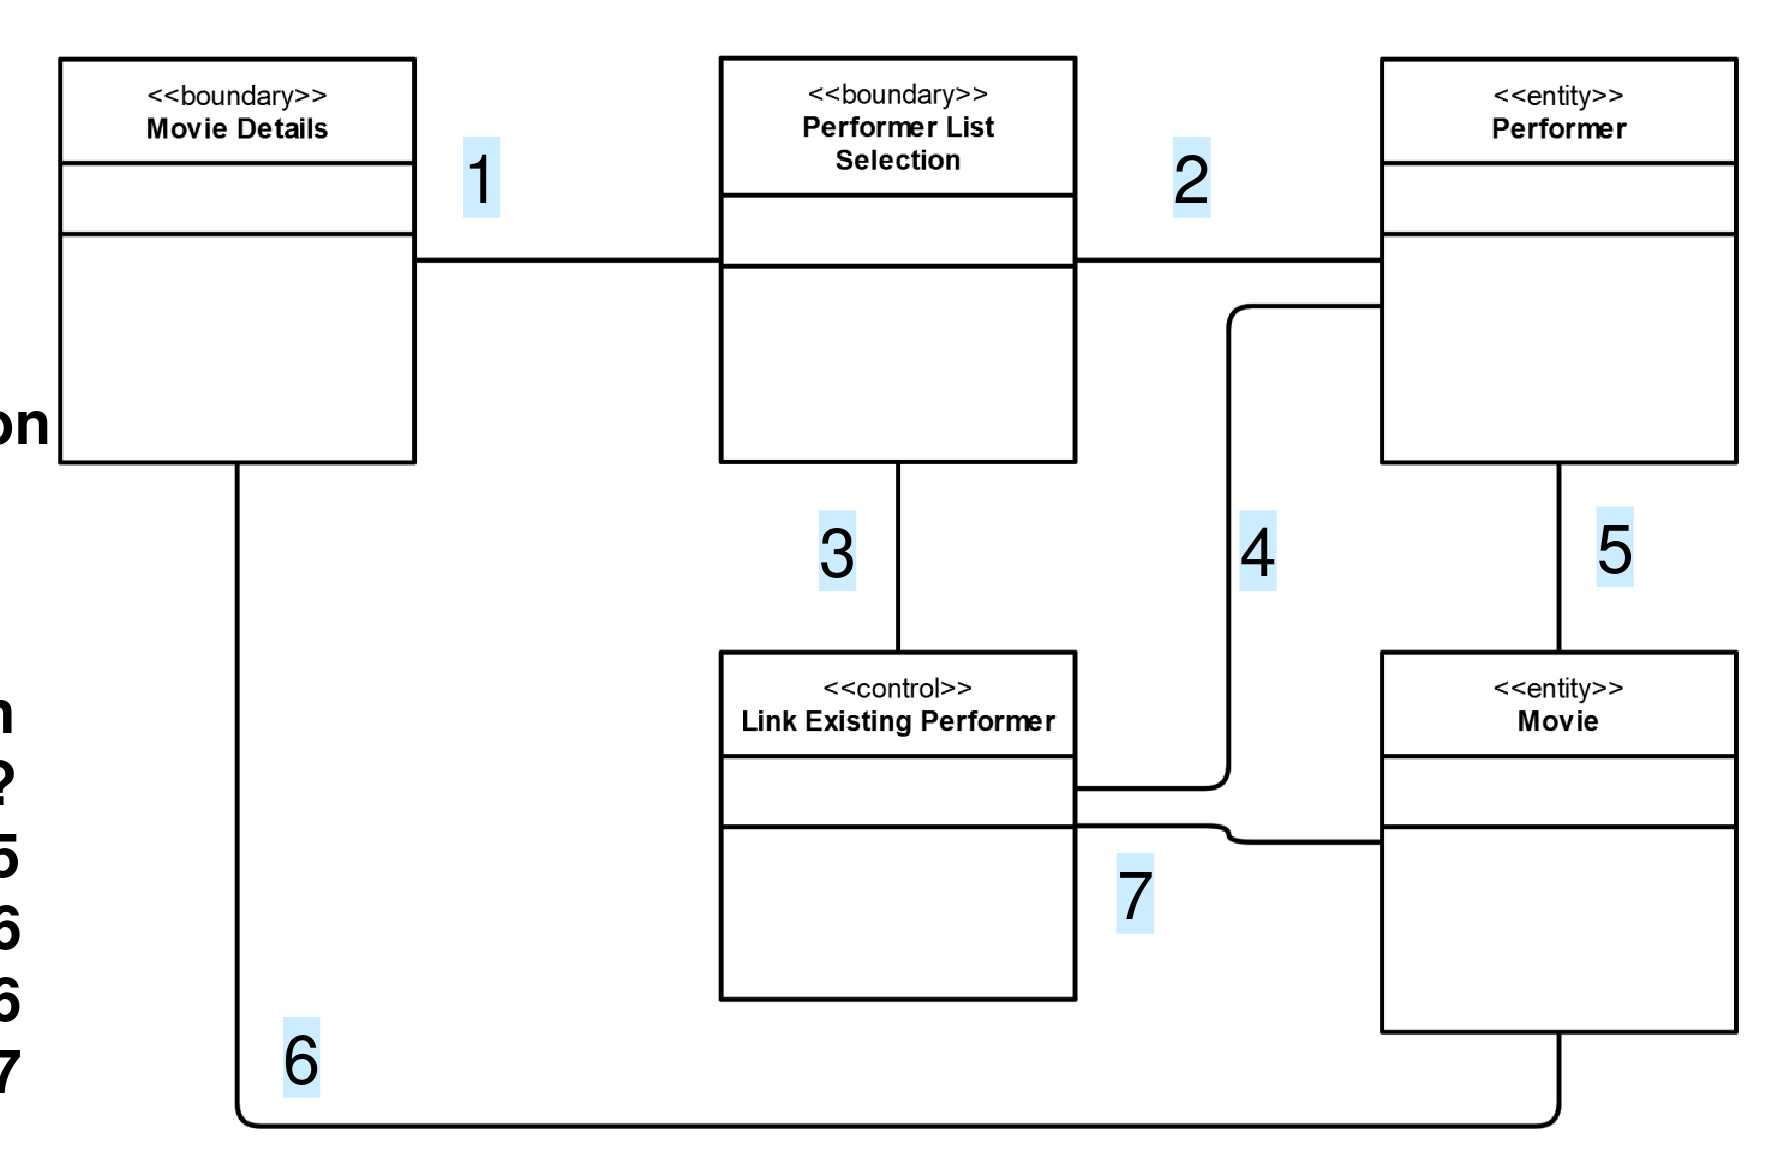 <<boundary>>
Movie Details
<<boundary>>
Performer List
Selection
<<entity>>
Performer
1
2
on
3
4
5
n
?
5
6
6
7
<<control>>
Link Existing Performer
<<entity>>
Movie
7
6